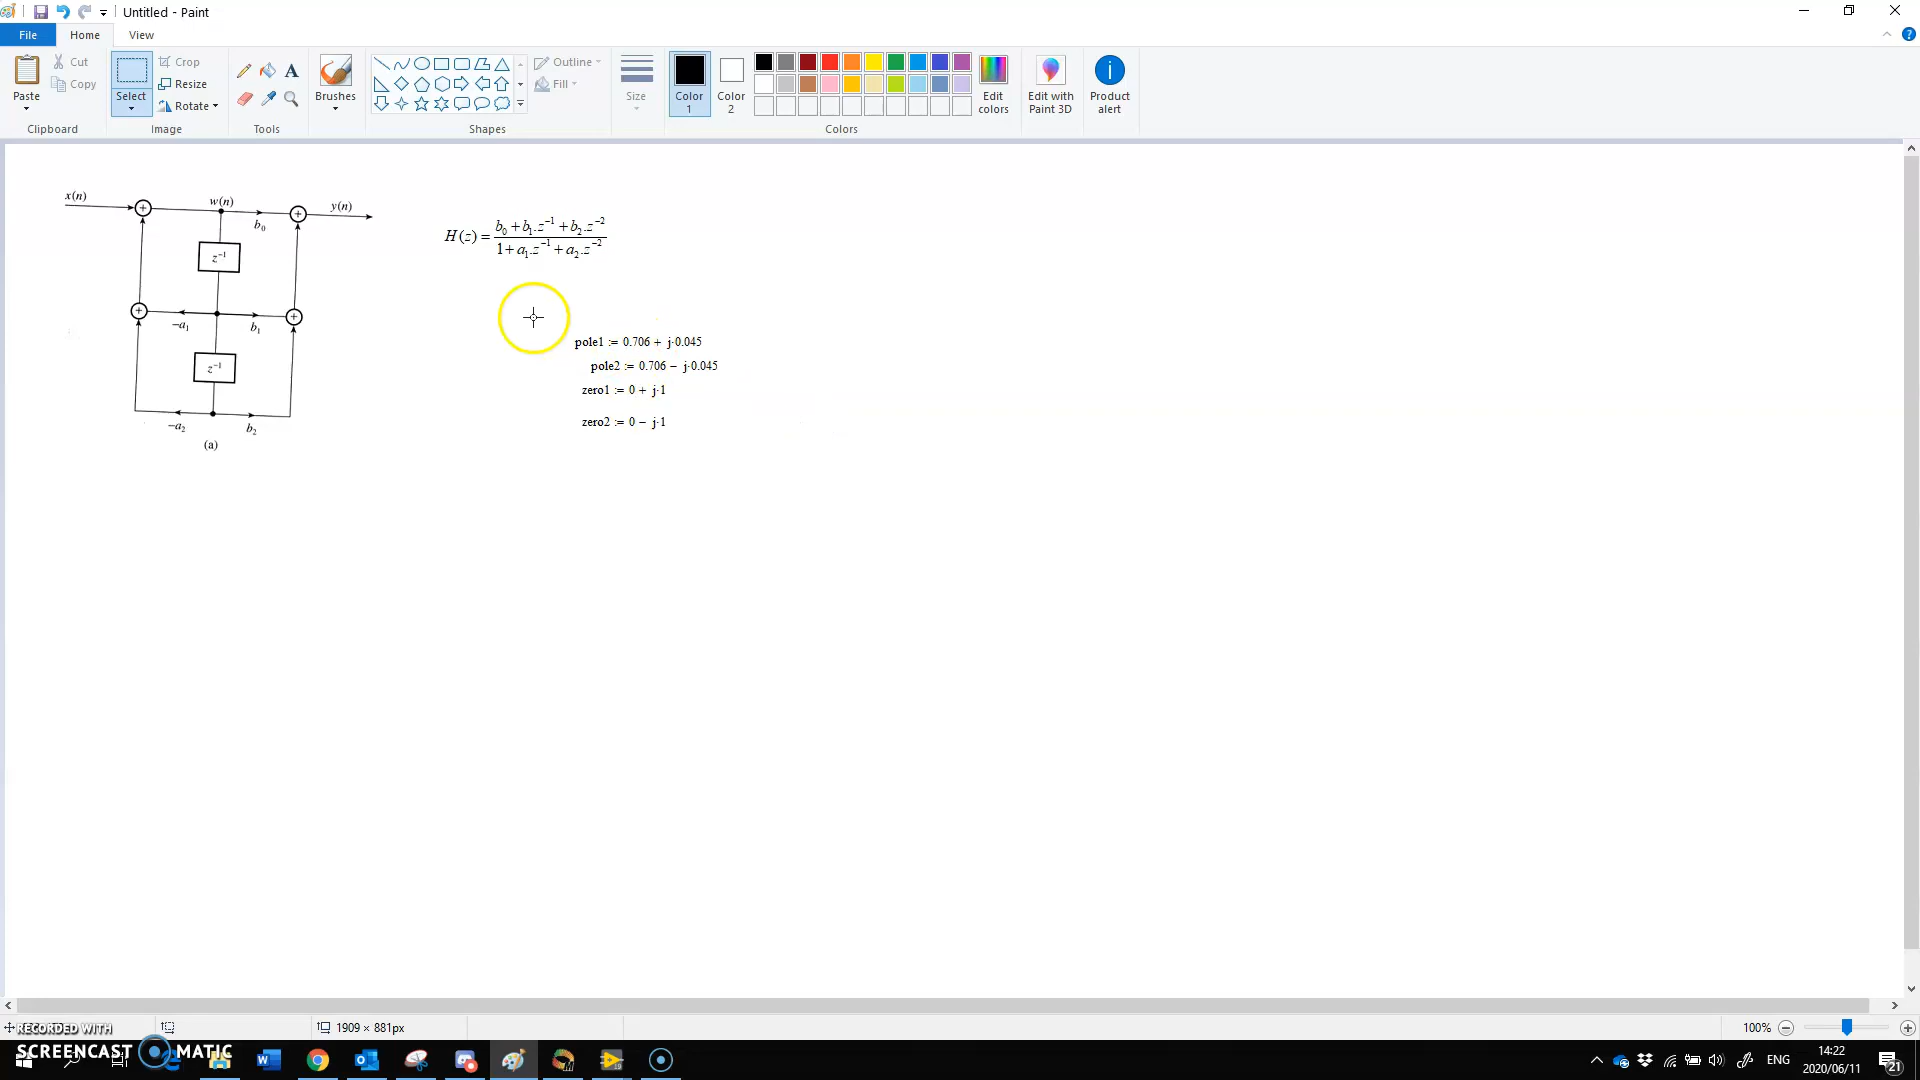 Untitled - Paint
File
Home
View
Paste
Cut
Copy
Clipboard
Select
Crop
Resize
Rotate
Image
Tools
Brushes
Shapes
Outline
Fill
Size
Color 1
Color 2
Colors
Edit colors
Edit with Paint 3D
Product alert
x(n)
w(n)
y(n)
b₀
z⁻¹
−a₁
b₁
z⁻¹
−a₂
b₂
(a)
H(z) = (b₀ + b₁.z⁻¹ + b₂.z⁻²) / (1 + a₁.z⁻¹ + a₂.z⁻²)
pole1 := 0.706 + j·0.045
pole2 := 0.706 − j·0.045
zero1 := 0 + j·1
zero2 := 0 − j·1
1909 × 881px
100%
RECORDED WITH
SCREENCAST MATIC
ENG
14:22
2020/06/11
21